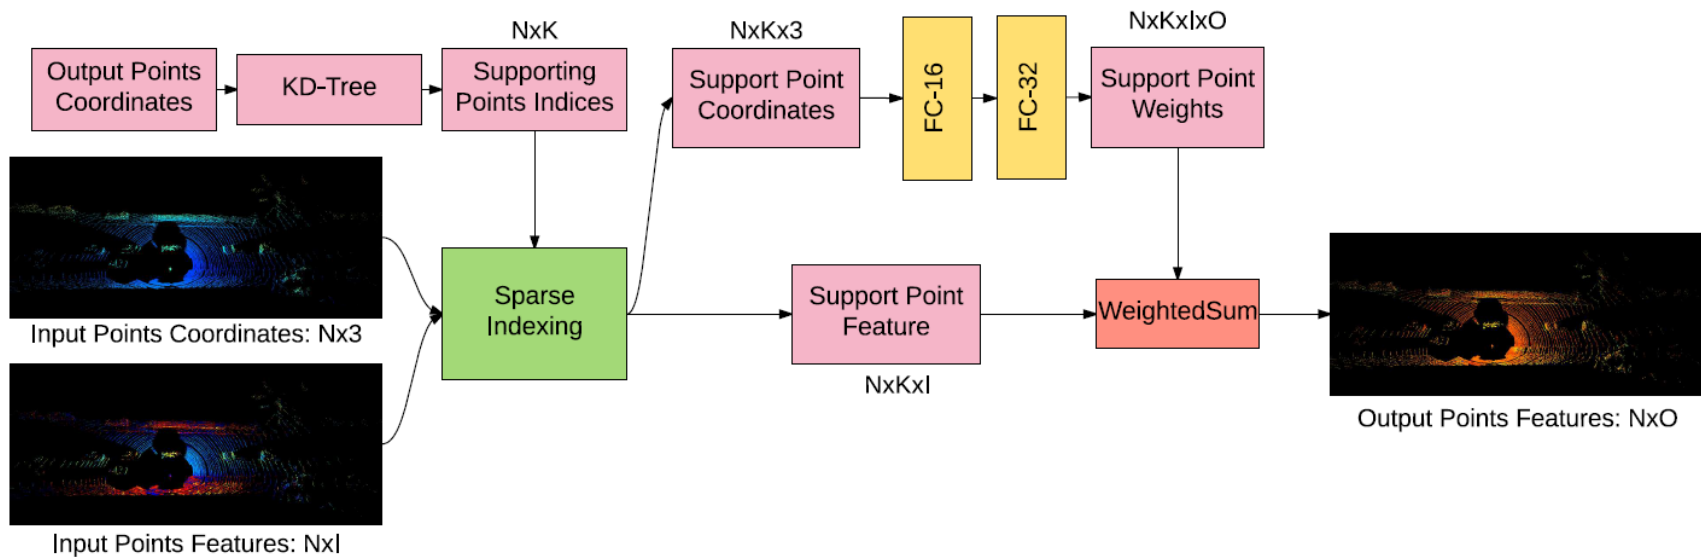 NxK
NxKx3
NxKxIxO
Output Points
Coordinates
KD-Tree
Supporting
Points Indices
Support Point
Coordinates
FC-16
FC-32
Support Point
Weights
Input Points Coordinates: Nx3
Sparse
Indexing
Support Point
Feature
NxKxI
WeightedSum
Output Points Features: NxO
Input Points Features: NxI